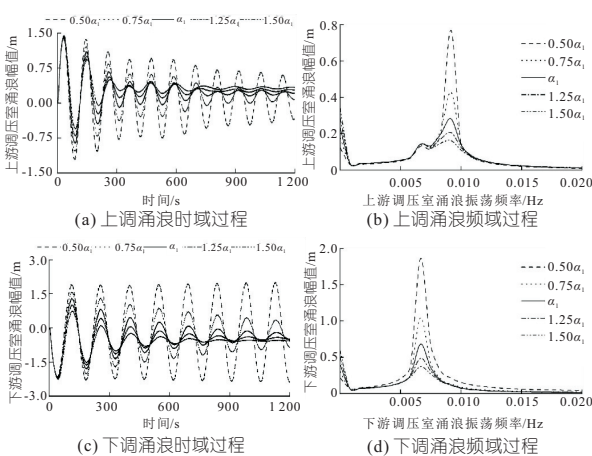 0.50α₁ 0.75α₁ α₁ 1.25α₁ 1.50α₁
上游调压室涌浪幅值/m
1.50
0.75
0.00
-0.75
-1.50
0 300 600 900 1 200
时间/s
(a) 上调涌浪时域过程
上游调压室涌浪幅值/m
0.8
0.6
0.4
0.2
0
0.005 0.010 0.015 0.020
0.50α₁
0.75α₁
α₁
1.25α₁
1.50α₁
上游调压室涌浪振荡频率/Hz
(b) 上调涌浪频域过程
0.50α₁ 0.75α₁ α₁ 1.25α₁ 1.50α₁
下游调压室涌浪幅值/m
3.0
1.5
0.0
-1.5
-3.0
0 300 600 900 1 200
时间/s
(c) 下调涌浪时域过程
下游调压室涌浪幅值/m
2.0
1.5
1.0
0.5
0
0.005 0.010 0.015 0.020
0.50α₁
0.75α₁
α₁
1.25α₁
1.50α₁
下游调压室涌浪振荡频率/Hz
(d) 下调涌浪频域过程